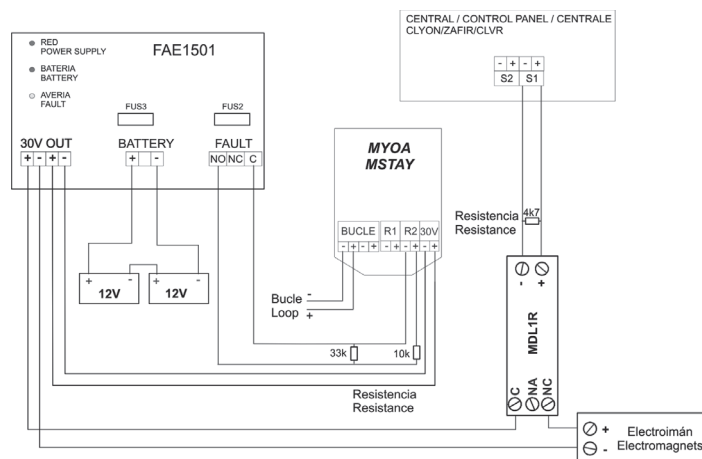 FAE1501
RED
POWER SUPPLY
BATERIA
BATTERY
AVERIA
FAULT
FUS3
FUS2
30V OUT
BATTERY
FAULT
+ - + -
+ -
NO NC C
+ - + -
12V 12V
CENTRAL / CONTROL PANEL / CENTRALE
CLYON/ZAFIR/CLVR
- + - +
S2 S1
MYOA
MSTAY
BUCLE R1 R2 30V
- + - + - + - + - +
Bucle -
Loop +
33k
10k
Resistencia
Resistance
Resistencia
Resistance
4k7
- +
MDL1R
C NA NC
+ Electroimán
- Electromagnets